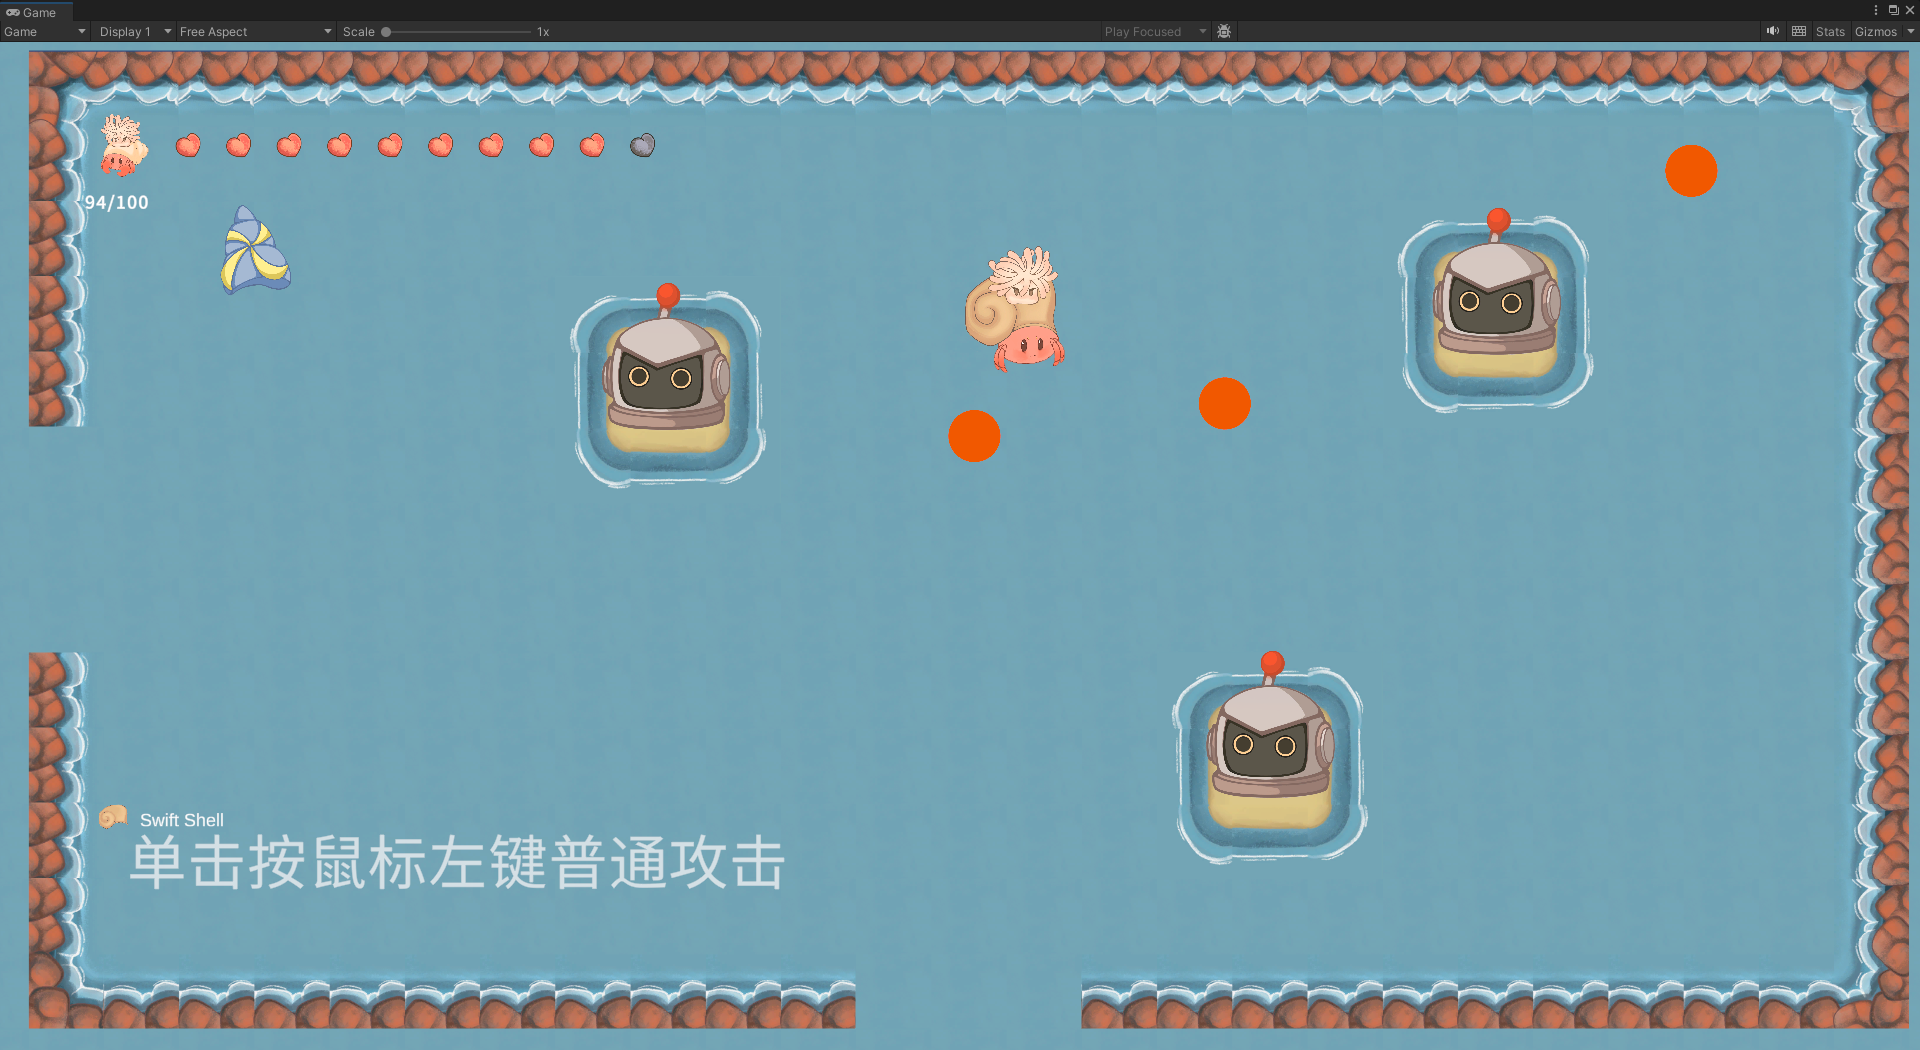 Game
Game Display 1 Free Aspect Scale 1x Play Focused Stats Gizmos
94/100
Swift Shell
单击按鼠标左键普通攻击